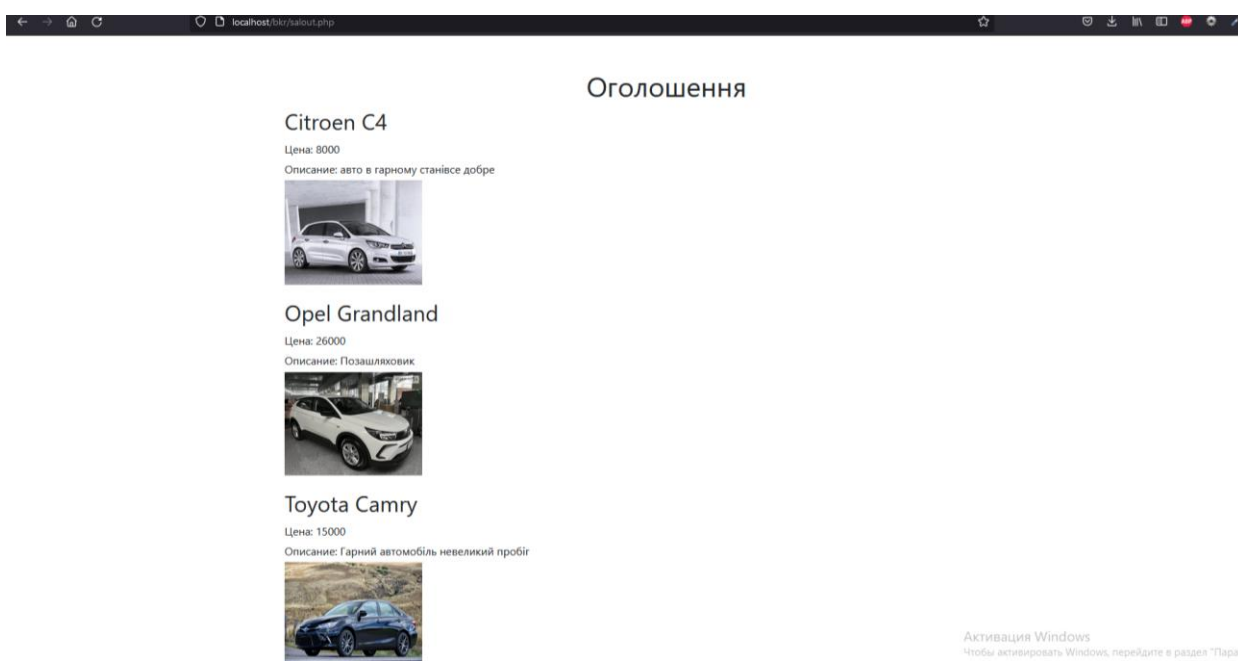 localhost/bkr/salout.php
Оголошення
Citroen C4
Цена: 8000
Описание: авто в гарному станівсе добре
Opel Grandland
Цена: 26000
Описание: Позашляховик
Toyota Camry
Цена: 15000
Описание: Гарний автомобіль невеликий пробіг
Активация Windows
Чтобы активировать Windows, перейдите в раздел "Пара